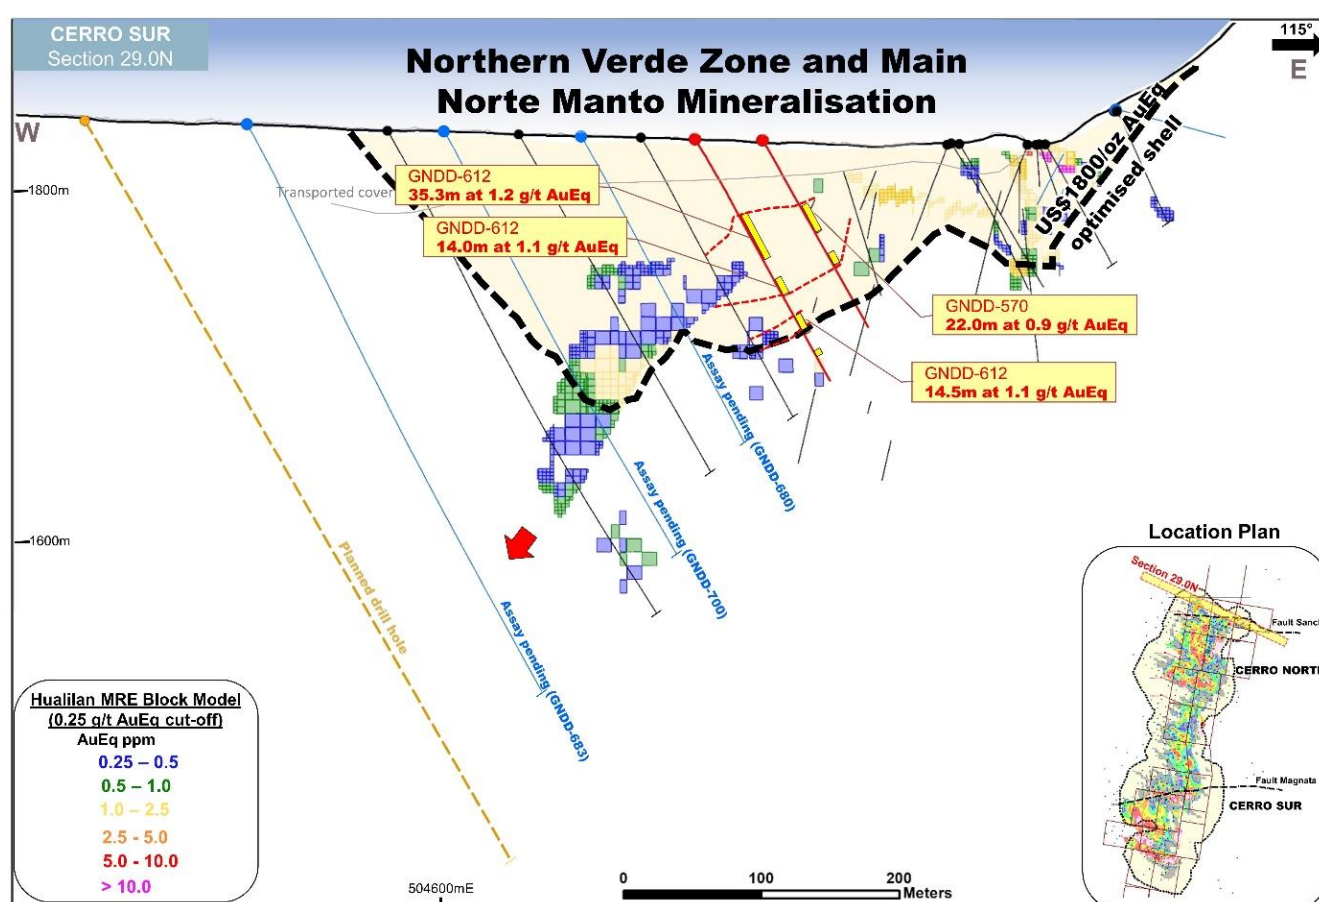 CERRO SUR
Section 29.0N
Northern Verde Zone and Main
Norte Manto Mineralisation
115°
E
W
US$1800/oz AuEq
optimised shell
GNDD-612
35.3m at 1.2 g/t AuEq
Transported cover
1800m
GNDD-612
14.0m at 1.1 g/t AuEq
GNDD-570
22.0m at 0.9 g/t AuEq
GNDD-612
14.5m at 1.1 g/t AuEq
Assay pending (GNDD-680)
Assay pending (GNDD-700)
Assay pending (GNDD-683)
Planned drill hole
1600m
Location Plan
Section 29.0N
Fault Sanc
CERRO NORT
Fault Magnata
CERRO SUR
Hualilan MRE Block Model
(0.25 g/t AuEq cut-off)
AuEq ppm
0.25 – 0.5
0.5 – 1.0
1.0 – 2.5
2.5 - 5.0
5.0 - 10.0
> 10.0
504600mE
0
100
200
Meters